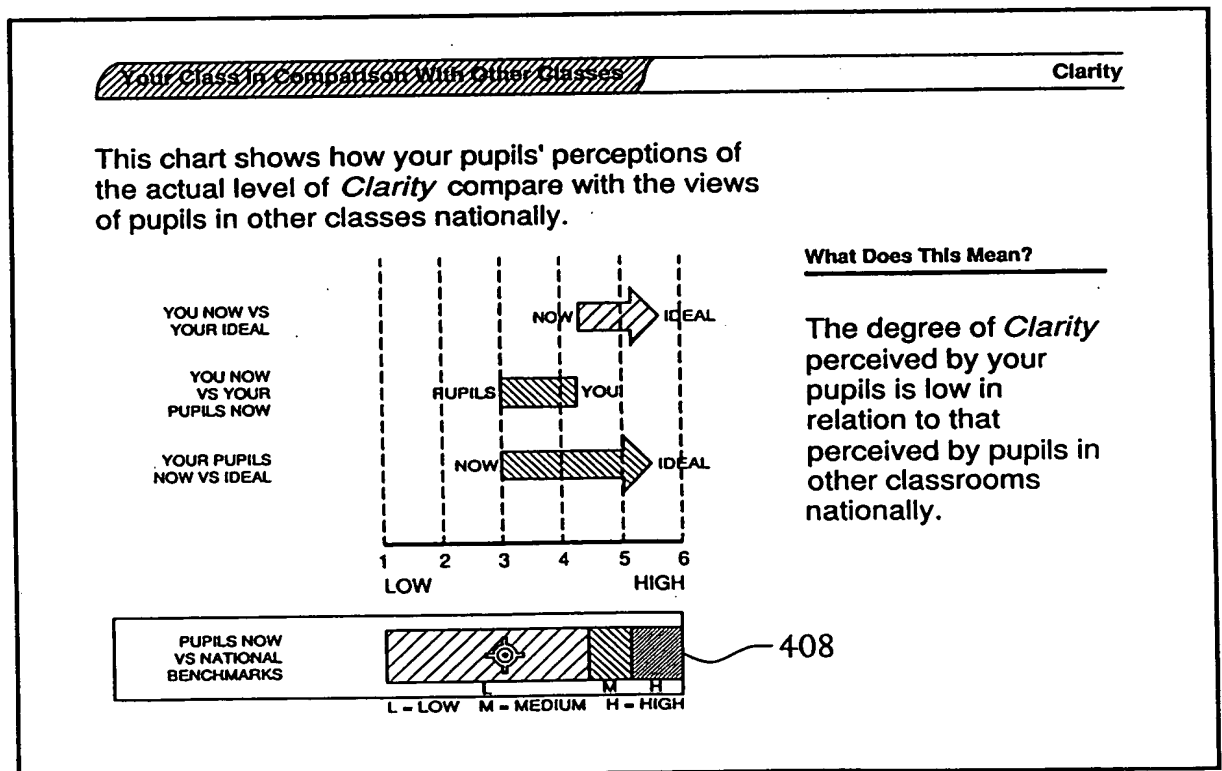 Your Class In Comparison With Other Classes
Clarity
This chart shows how your pupils' perceptions of
the actual level of Clarity compare with the views
of pupils in other classes nationally.
What Does This Mean?
The degree of Clarity
perceived by your
pupils is low in
relation to that
perceived by pupils in
other classrooms
nationally.
YOU NOW VS
YOUR IDEAL
NOW
IDEAL
YOU NOW
VS YOUR
PUPILS NOW
PUPILS
YOU
YOUR PUPILS
NOW VS IDEAL
NOW
IDEAL
1 2 3 4 5 6
LOW HIGH
PUPILS NOW
VS NATIONAL
BENCHMARKS
408
L M H
L - LOW M - MEDIUM H - HIGH